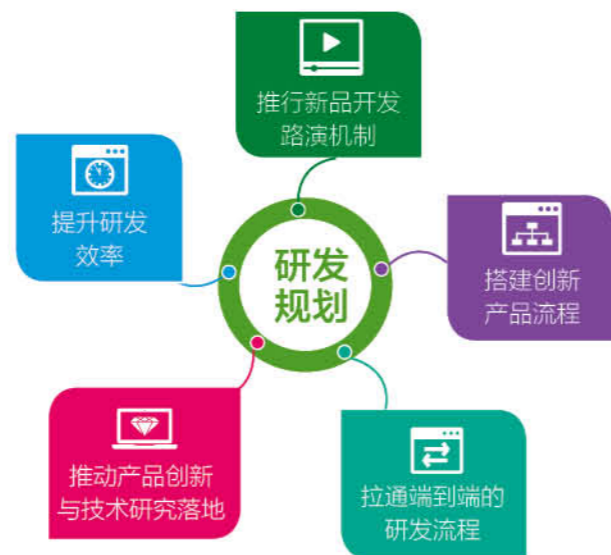 推行新品开发
路演机制
提升研发
效率
研发
规划
搭建创新
产品流程
推动产品创新
与技术研究落地
拉通端到端的
研发流程